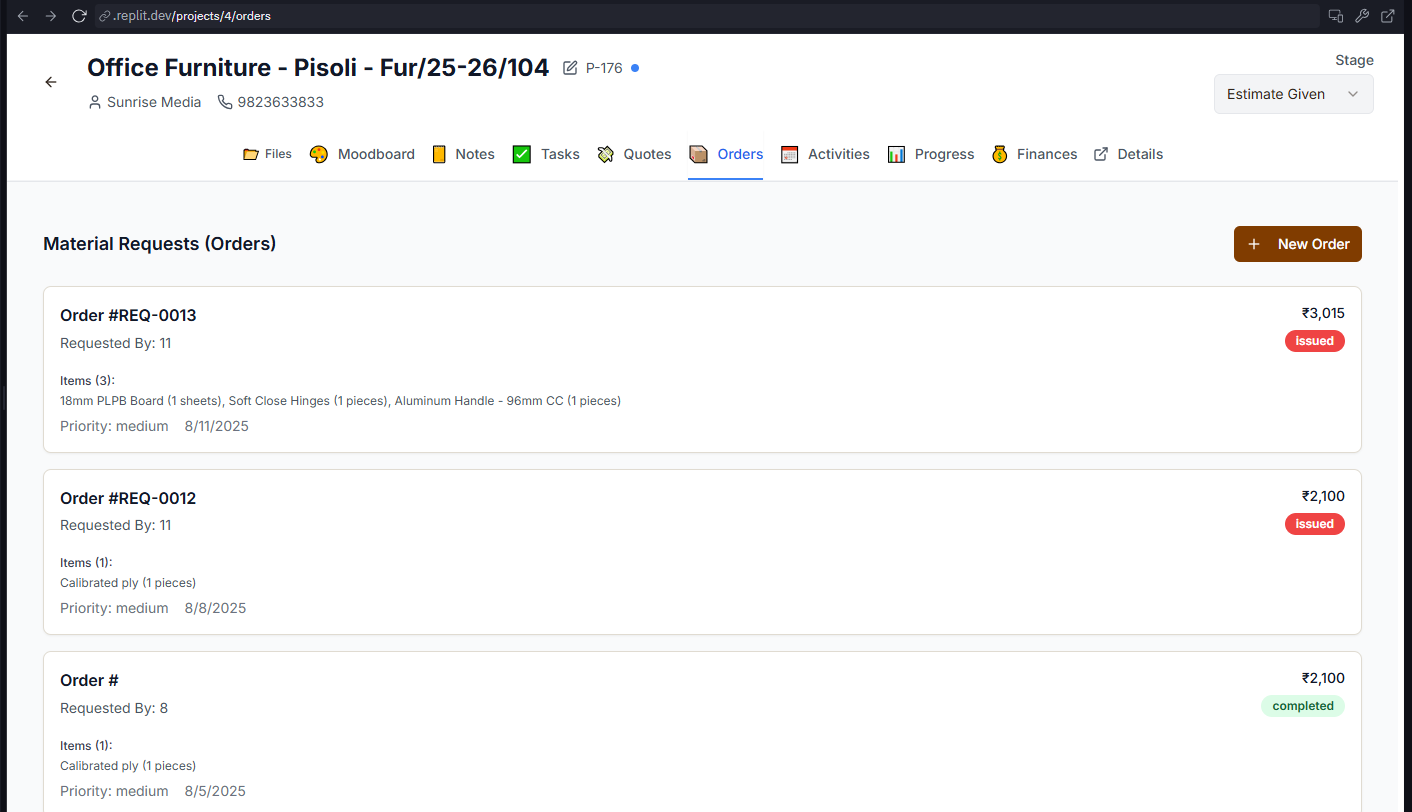 .replit.dev/projects/4/orders
Office Furniture - Pisoli - Fur/25-26/104 P-176
Stage
Sunrise Media 9823633833
Estimate Given
Files Moodboard Notes Tasks Quotes Orders Activities Progress Finances Details
Material Requests (Orders)
+ New Order
Order #REQ-0013
₹3,015
Requested By: 11
issued
Items (3):
18mm PLPB Board (1 sheets), Soft Close Hinges (1 pieces), Aluminum Handle - 96mm CC (1 pieces)
Priority: medium 8/11/2025
Order #REQ-0012
₹2,100
Requested By: 11
issued
Items (1):
Calibrated ply (1 pieces)
Priority: medium 8/8/2025
Order #
₹2,100
Requested By: 8
completed
Items (1):
Calibrated ply (1 pieces)
Priority: medium 8/5/2025